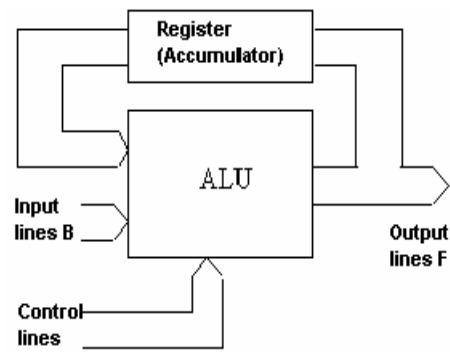 Register
(Accumulator)
ALU
Input
lines B
Output
lines F
Control
lines